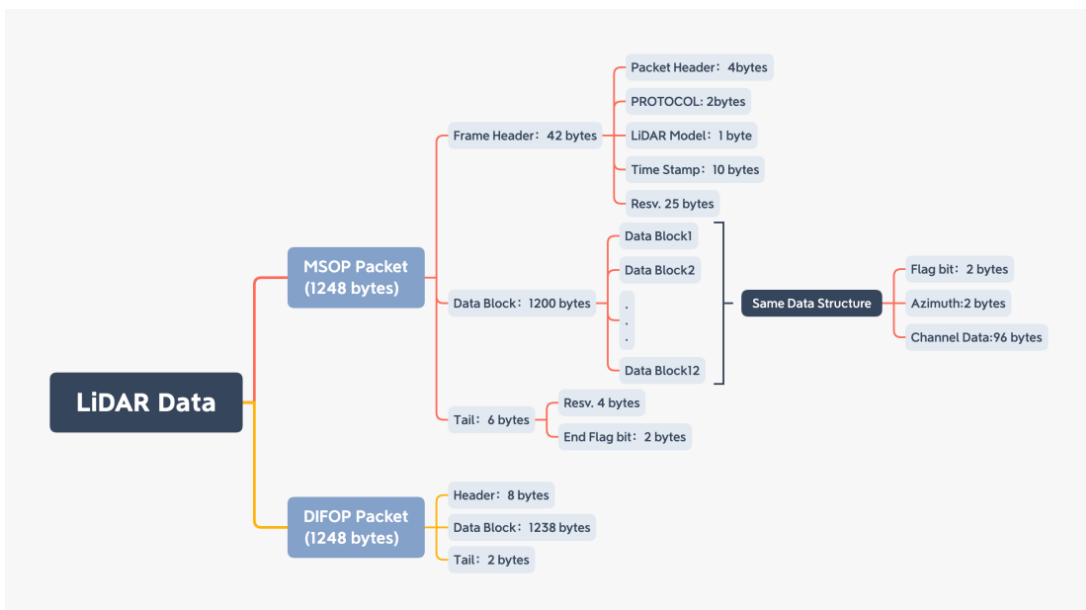 LiDAR Data
MSOP Packet
(1248 bytes)
Frame Header： 42 bytes
Packet Header： 4bytes
PROTOCOL: 2bytes
LiDAR Model： 1 byte
Time Stamp： 10 bytes
Resv. 25 bytes
Data Block： 1200 bytes
Data Block1
Data Block2
.
.
.
Data Block12
Same Data Structure
Flag bit： 2 bytes
Azimuth:2 bytes
Channel Data:96 bytes
Tail： 6 bytes
Resv. 4 bytes
End Flag bit： 2 bytes
DIFOP Packet
(1248 bytes)
Header： 8 bytes
Data Block： 1238 bytes
Tail： 2 bytes